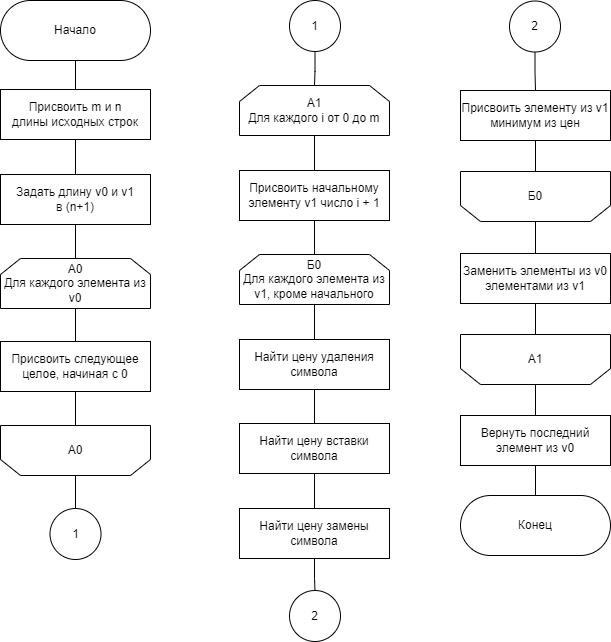 Начало
Присвоить m и n
длины исходных строк
Задать длину v0 и v1
в (n+1)
А0
Для каждого элемента из
v0
Присвоить следующее
целое, начиная с 0
А0
1
1
А1
Для каждого i от 0 до m
Присвоить начальному
элементу v1 число i + 1
Б0
Для каждого элемента из
v1, кроме начального
Найти цену удаления
символа
Найти цену вставки
символа
Найти цену замены
символа
2
2
Присвоить элементу из v1
минимум из цен
Б0
Заменить элементы из v0
элементами из v1
А1
Вернуть последний
элемент из v0
Конец